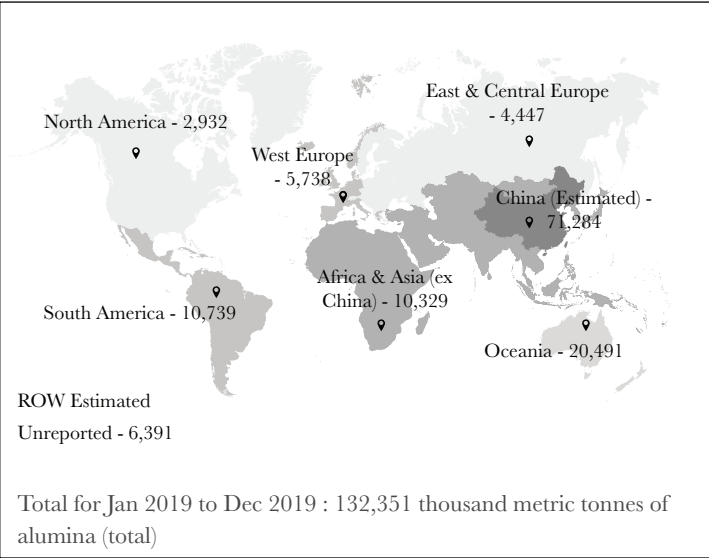 East & Central Europe
- 4,447
North America - 2,932
West Europe
- 5,738
China (Estimated) -
71,284
Africa & Asia (ex
China) - 10,329
South America - 10,739
Oceania - 20,491
ROW Estimated
Unreported - 6,391
Total for Jan 2019 to Dec 2019 : 132,351 thousand metric tonnes of
alumina (total)